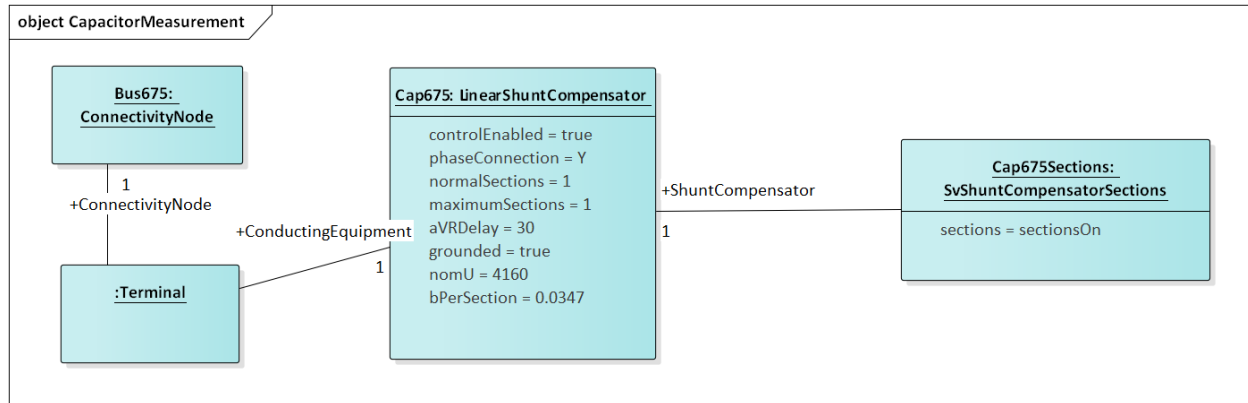 object CapacitorMeasurement
Bus675:
ConnectivityNode
1
+ConnectivityNode
:Terminal
+ConductingEquipment
1
Cap675: LinearShuntCompensator
controlEnabled = true
phaseConnection = Y
normalSections = 1
maximumSections = 1
aVRDelay = 30
grounded = true
nomU = 4160
bPerSection = 0.0347
+ShuntCompensator
1
Cap675Sections:
SvShuntCompensatorSections
sections = sectionsOn